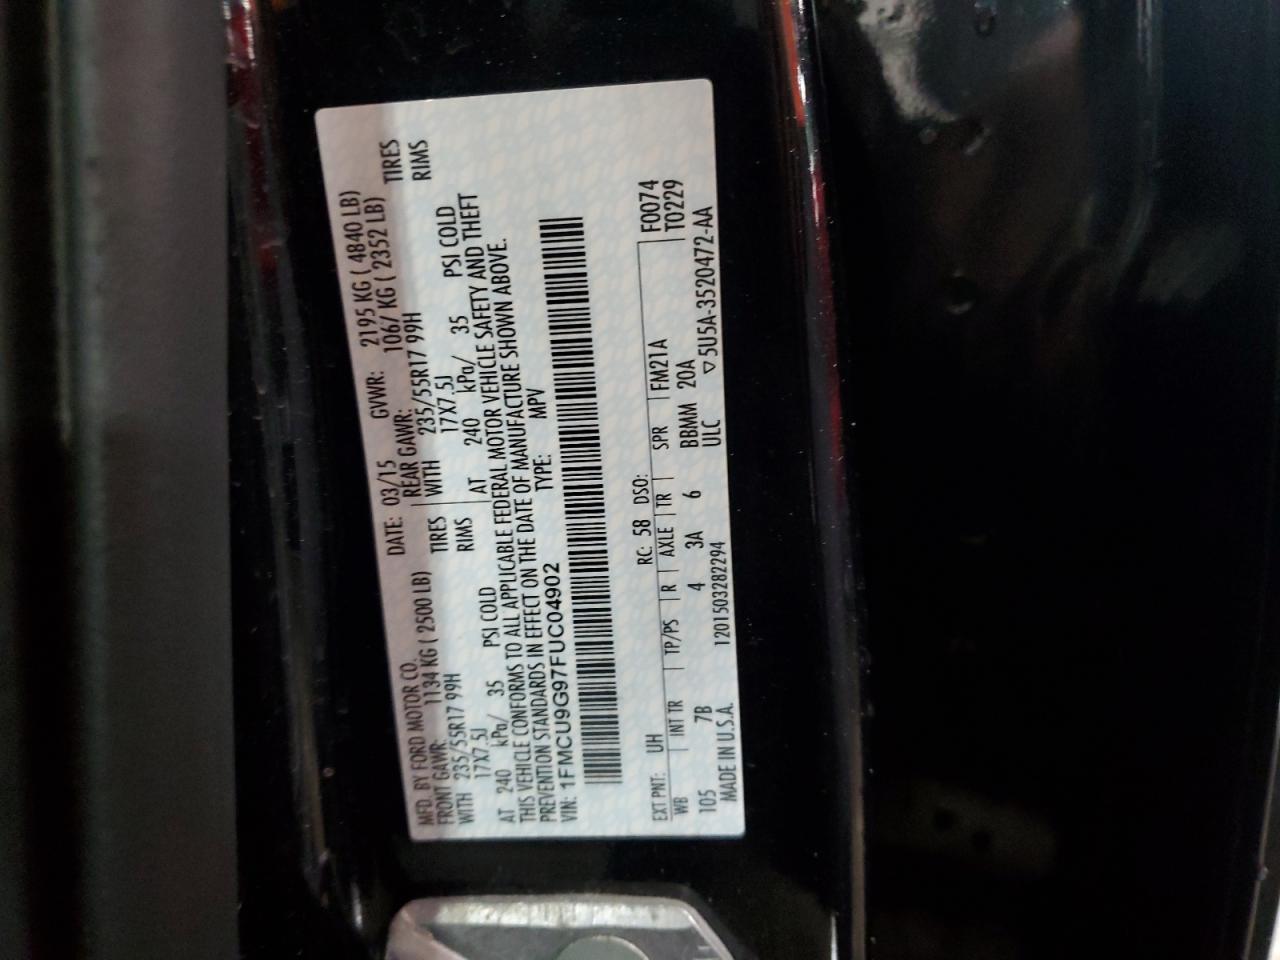 MFD. BY FORD MOTOR CO. DATE: 03/15 GVWR: 2195 KG ( 4840 LB)
FRONT GAWR: 1134 KG ( 2500 LB) REAR GAWR: 1067 KG ( 2352 LB)
WITH 235/55R17 99H TIRES WITH 235/55R17 99H TIRES
17X7.5J RIMS 17X7.5J RIMS
AT 240 kPa/ 35 PSI COLD AT 240 kPa/ 35 PSI COLD
THIS VEHICLE CONFORMS TO ALL APPLICABLE FEDERAL MOTOR VEHICLE SAFETY AND THEFT
PREVENTION STANDARDS IN EFFECT ON THE DATE OF MANUFACTURE SHOWN ABOVE.
VIN: 1FMCU9G97FUC04902 TYPE: MPV
EXT PNT: UH RC: 58 DSO: F0074
WB INT TR TP/PS R AXLE TR SPR FM21A T0229
105 7B 4 3A 6 BBMM 20A
MADE IN U.S.A. 1201503282294 ULC ▽5U5A-3520472-AA